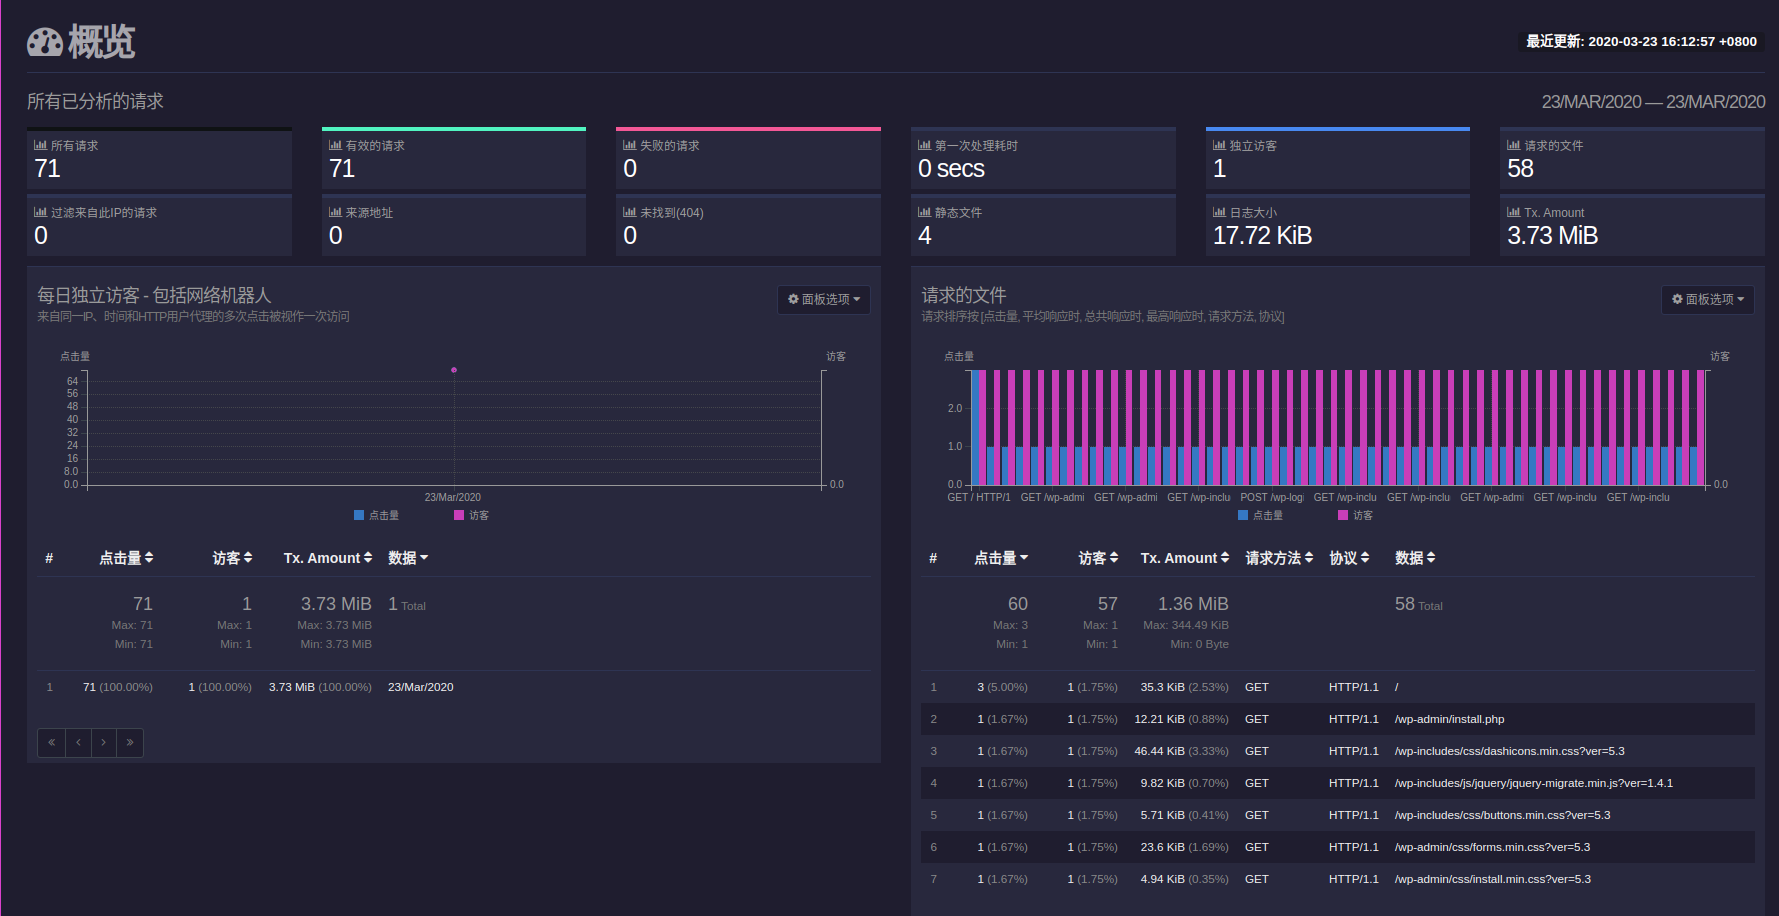 概览
最近更新: 2020-03-23 16:12:57 +0800
所有已分析的请求
23/MAR/2020 — 23/MAR/2020
所有请求
71
有效的请求
71
失败的请求
0
第一次处理耗时
0 secs
独立访客
1
请求的文件
58
过滤来自此IP的请求
0
来源地址
0
未找到(404)
0
静态文件
4
日志大小
17.72 KiB
Tx. Amount
3.73 MiB
每日独立访客 - 包括网络机器人
面板选项
来自同一IP、时间和HTTP用户代理的多次点击被视作一次访问
点击量
访客
64
56
48
40
32
24
16
8.0
0.0
0.0
23/Mar/2020
点击量 访客
# 点击量 访客 Tx. Amount 数据
71 1 3.73 MiB 1 Total
Max: 71 Max: 1 Max: 3.73 MiB
Min: 71 Min: 1 Min: 3.73 MiB
1 71 (100.00%) 1 (100.00%) 3.73 MiB (100.00%) 23/Mar/2020
« ‹ › »
请求的文件
面板选项
请求排序按 [点击量, 平均响应时, 总共响应时, 最高响应时, 请求方法, 协议]
点击量
访客
2.0
1.0
0.0
0.0
GET / HTTP/1 GET /wp-admi GET /wp-admi GET /wp-inclu POST /wp-logi GET /wp-inclu GET /wp-inclu GET /wp-admi GET /wp-inclu GET /wp-inclu
点击量 访客
# 点击量 访客 Tx. Amount 请求方法 协议 数据
60 57 1.36 MiB 58 Total
Max: 3 Max: 1 Max: 344.49 KiB
Min: 1 Min: 1 Min: 0 Byte
1 3 (5.00%) 1 (1.75%) 35.3 KiB (2.53%) GET HTTP/1.1 /
2 1 (1.67%) 1 (1.75%) 12.21 KiB (0.88%) GET HTTP/1.1 /wp-admin/install.php
3 1 (1.67%) 1 (1.75%) 46.44 KiB (3.33%) GET HTTP/1.1 /wp-includes/css/dashicons.min.css?ver=5.3
4 1 (1.67%) 1 (1.75%) 9.82 KiB (0.70%) GET HTTP/1.1 /wp-includes/js/jquery/jquery-migrate.min.js?ver=1.4.1
5 1 (1.67%) 1 (1.75%) 5.71 KiB (0.41%) GET HTTP/1.1 /wp-includes/css/buttons.min.css?ver=5.3
6 1 (1.67%) 1 (1.75%) 23.6 KiB (1.69%) GET HTTP/1.1 /wp-admin/css/forms.min.css?ver=5.3
7 1 (1.67%) 1 (1.75%) 4.94 KiB (0.35%) GET HTTP/1.1 /wp-admin/css/install.min.css?ver=5.3